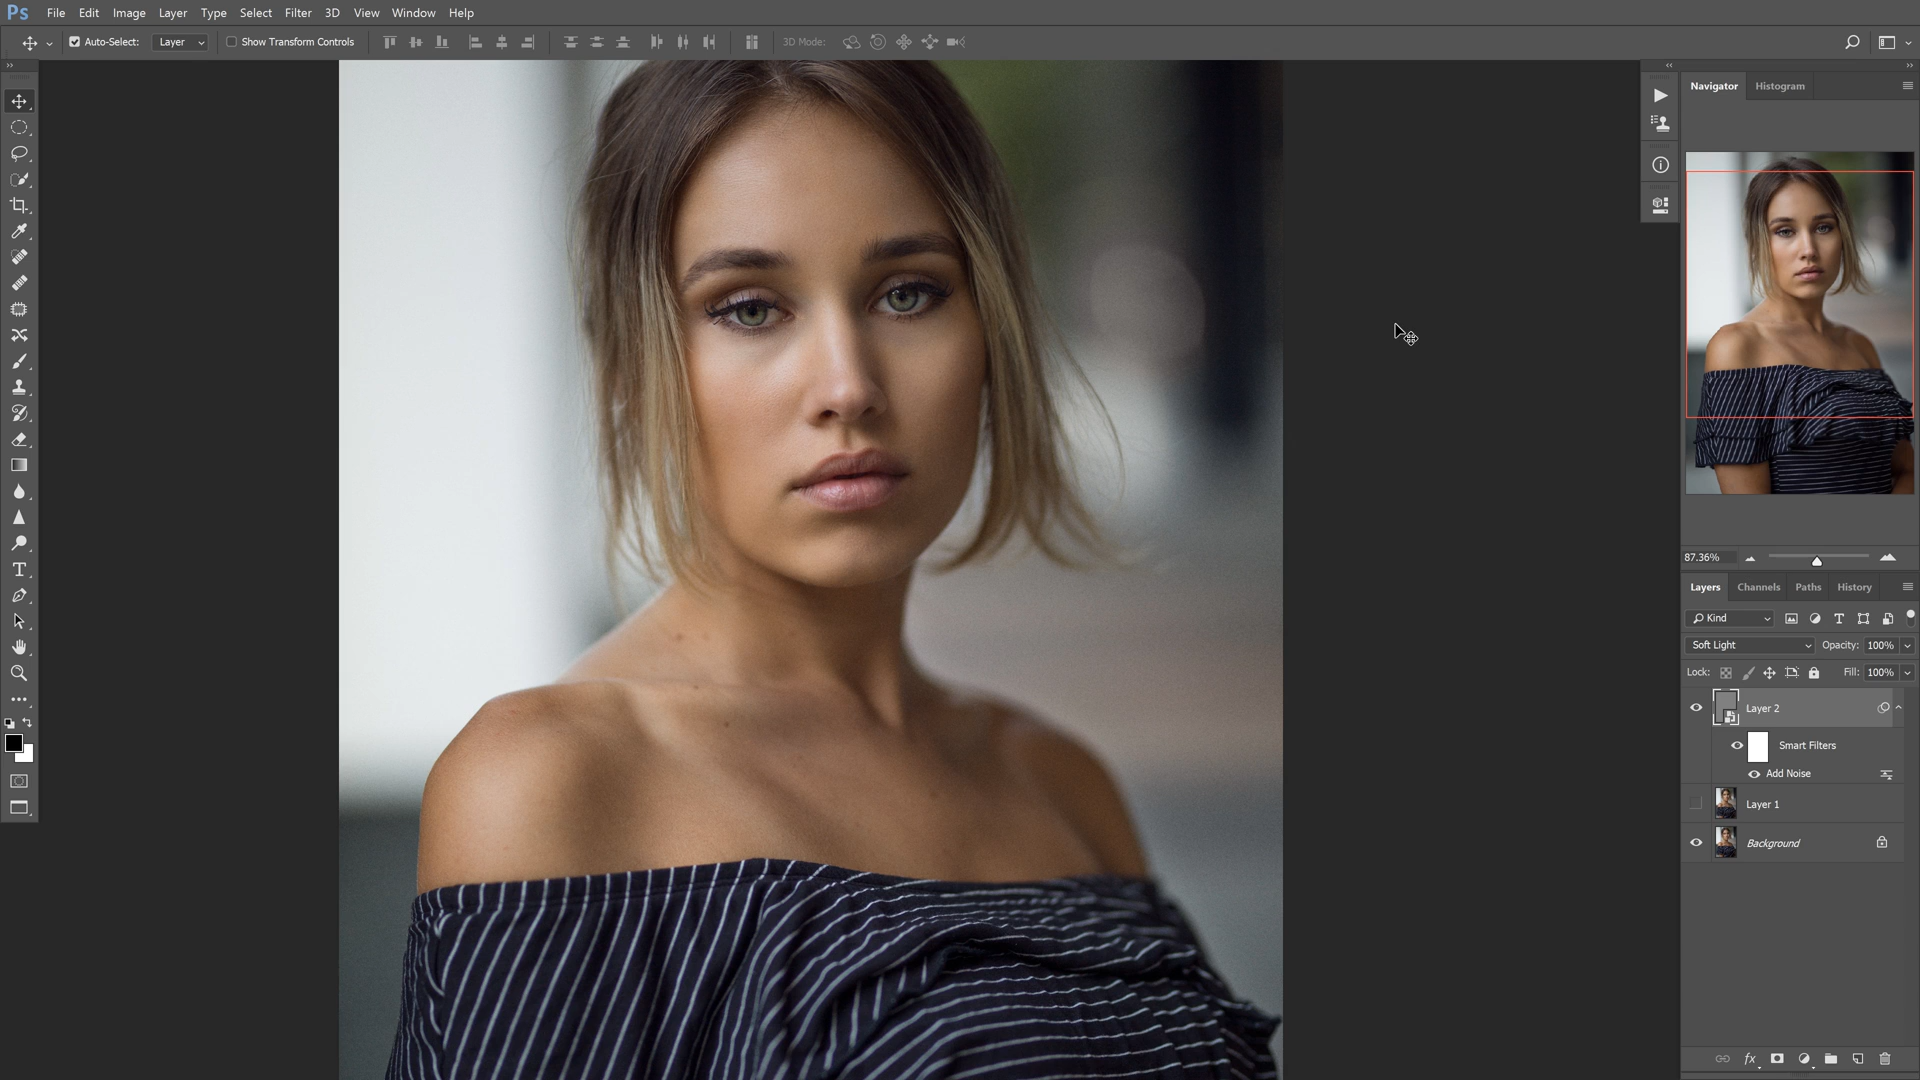 Ps File Edit Image Layer Type Select Filter 3D View Window Help
Auto-Select: Layer Show Transform Controls 3D Mode:
Navigator Histogram
87.36%
Layers Channels Paths History
Kind
Soft Light Opacity: 100%
Lock: Fill: 100%
Layer 2
Smart Filters
Add Noise
Layer 1
Background
fx